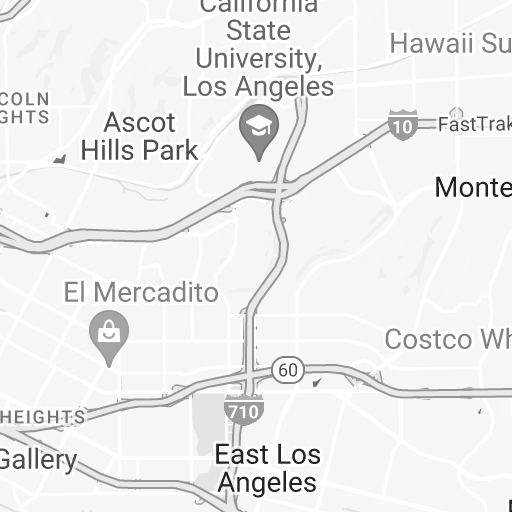 California
State
University,
Los Angeles
Hawaii Su
COLN
GHTS
Ascot
Hills Park
10
FastTrak
Monte
El Mercadito
Costco Wh
60
HEIGHTS
710
Gallery
East Los
Angeles